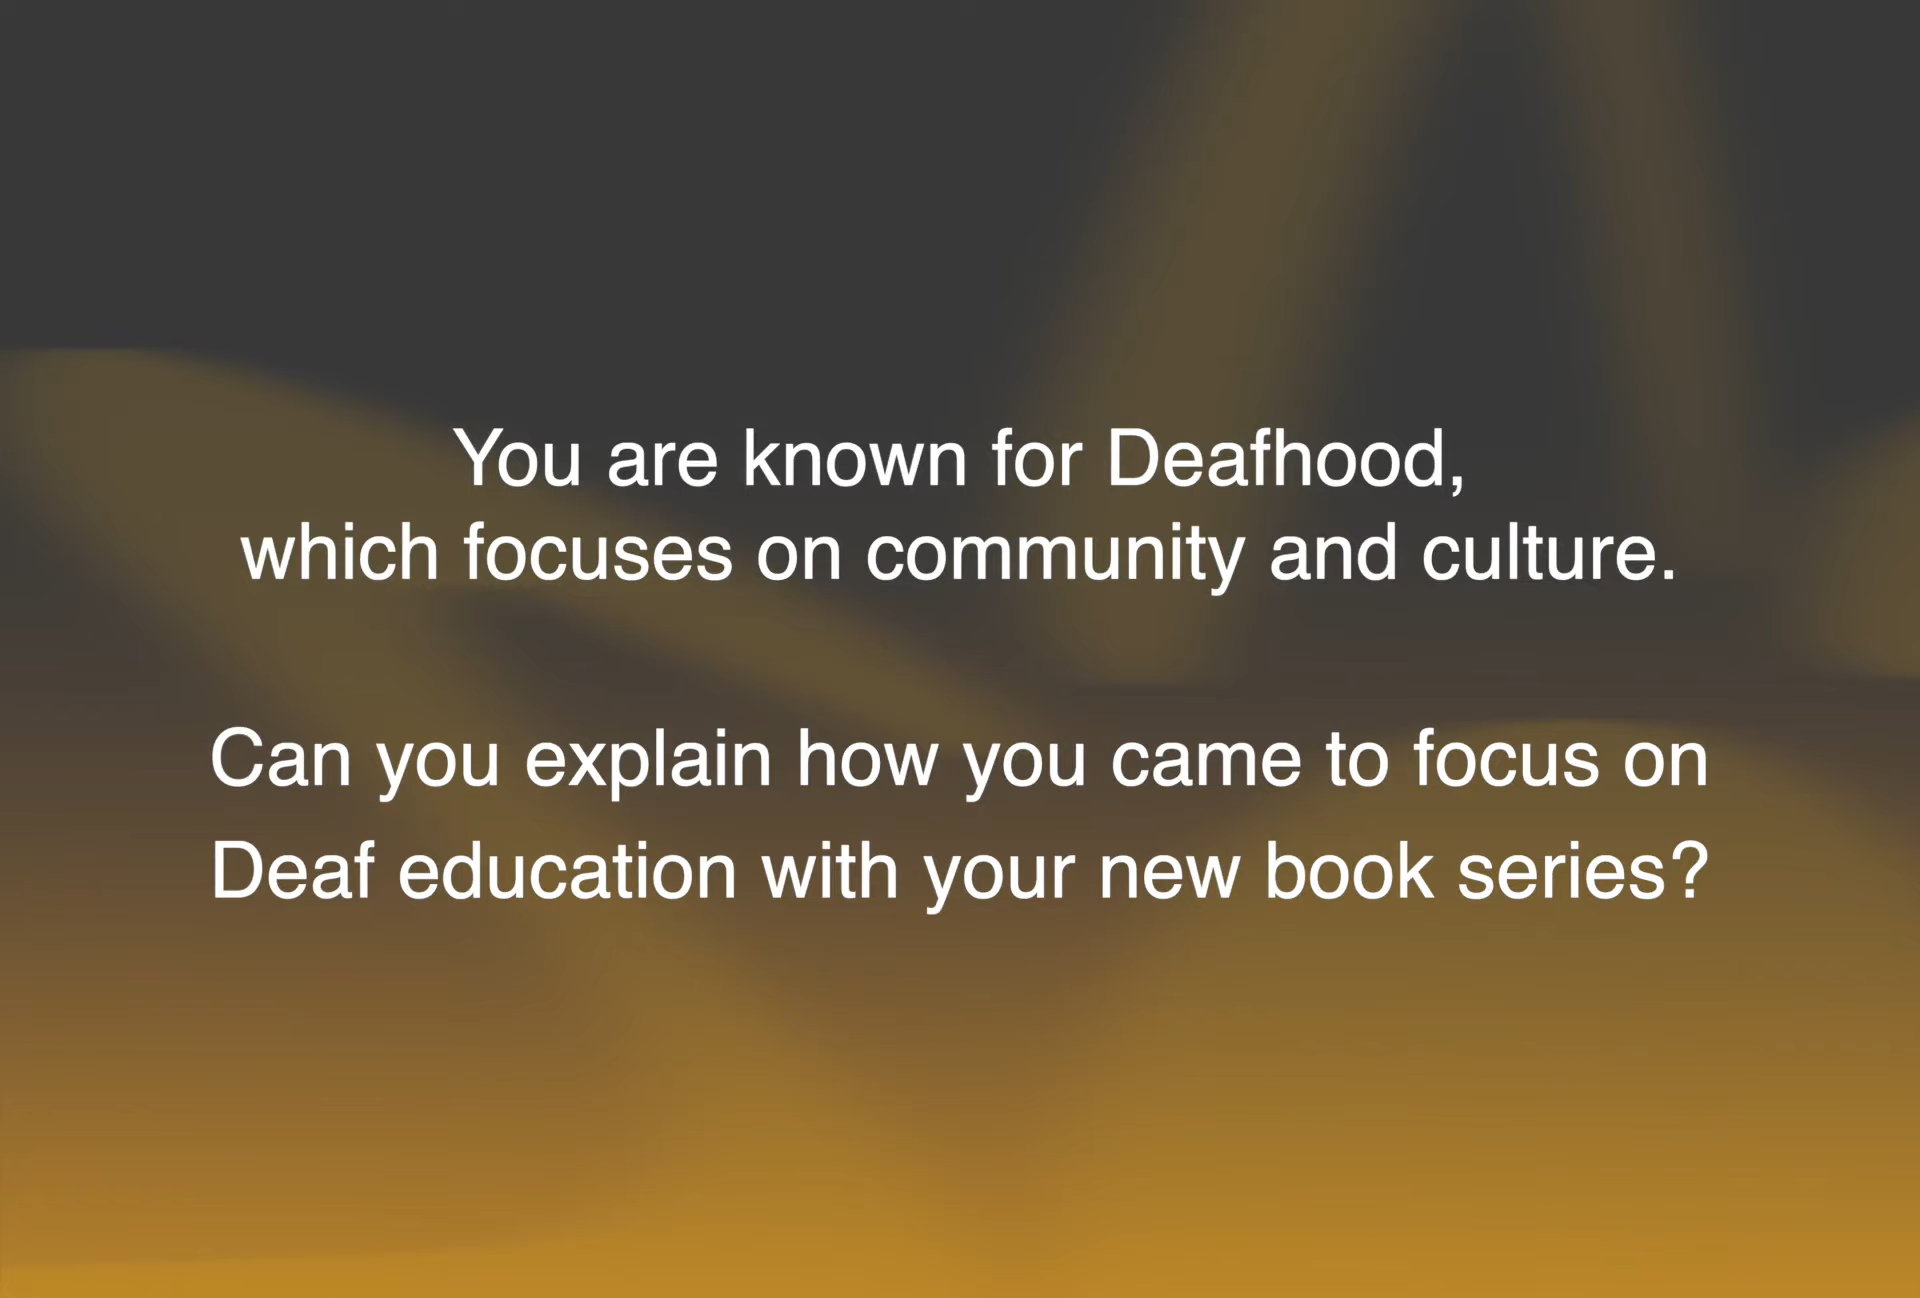 You are known for Deafhood,
which focuses on community and culture.
Can you explain how you came to focus on
Deaf education with your new book series?